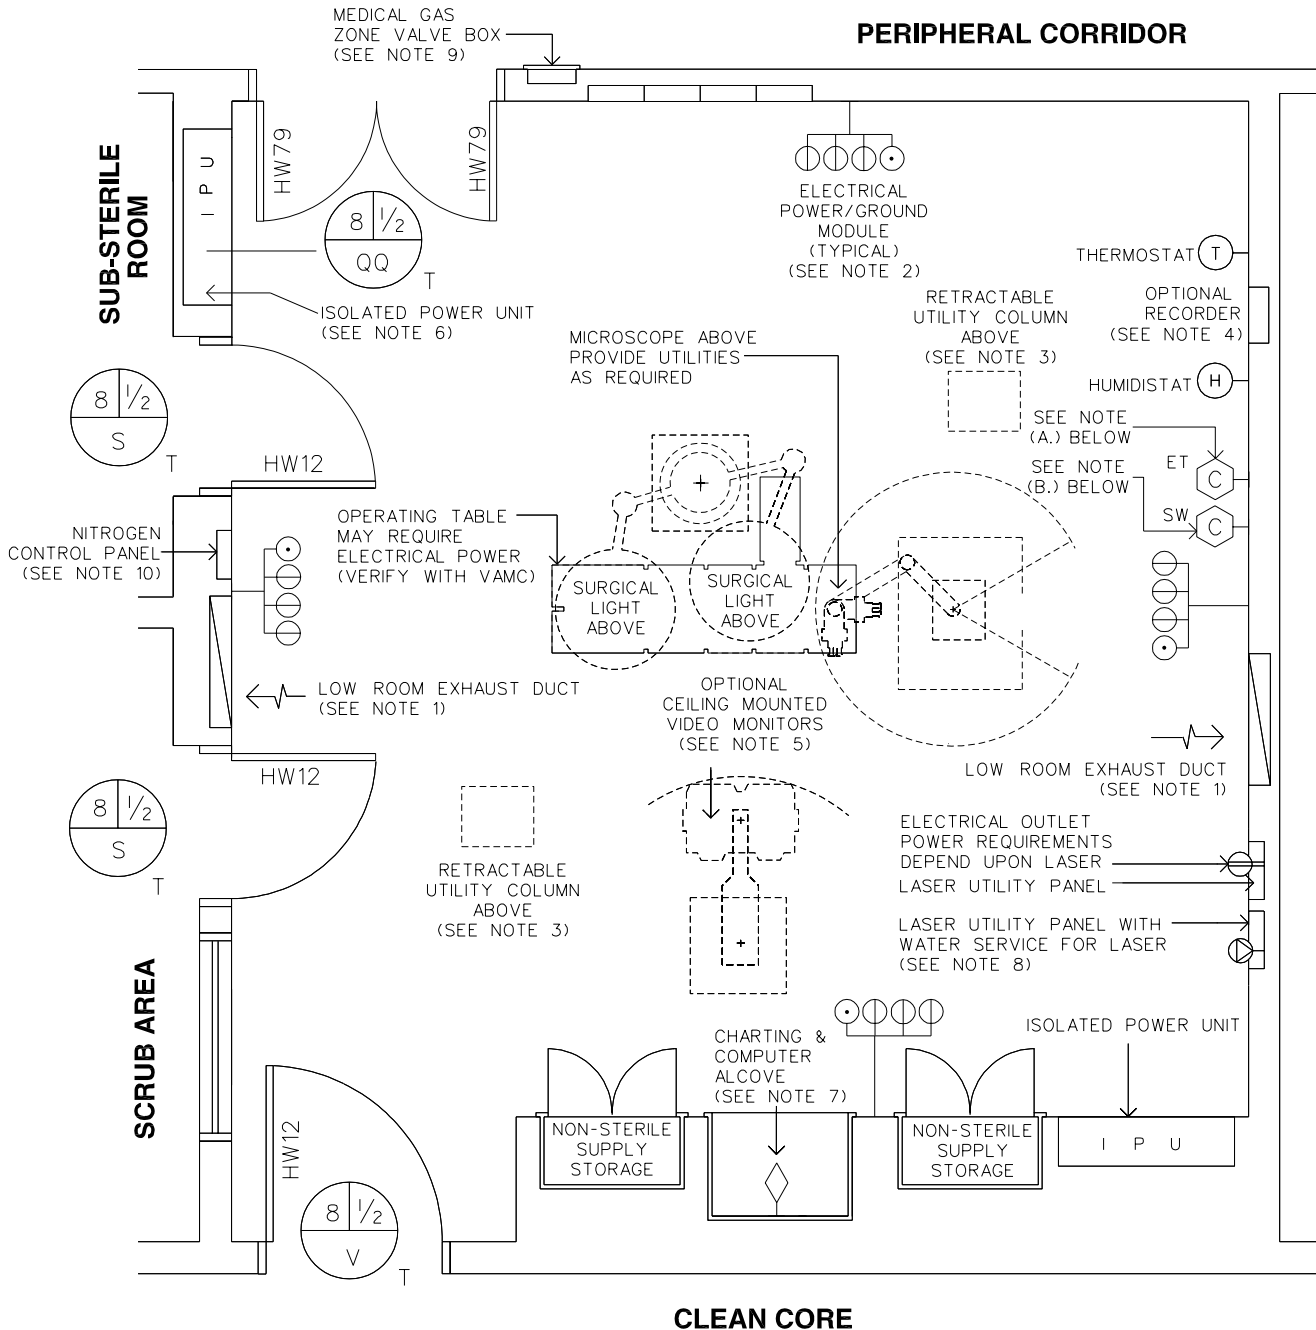 MEDICAL GAS
ZONE VALVE BOX
(SEE NOTE 9)
PERIPHERAL CORRIDOR
SUB-STERILE
ROOM
I P U
HW79
HW79
8 1/2
QQ
T
ISOLATED POWER UNIT
(SEE NOTE 6)
ELECTRICAL
POWER/GROUND
MODULE
(TYPICAL)
(SEE NOTE 2)
THERMOSTAT T
OPTIONAL
RECORDER
(SEE NOTE 4)
RETRACTABLE
UTILITY COLUMN
ABOVE
(SEE NOTE 3)
MICROSCOPE ABOVE
PROVIDE UTILITIES
AS REQUIRED
HUMIDISTAT H
8 1/2
S
T
HW12
SEE NOTE
(A.) BELOW
ET
C
SEE NOTE
(B.) BELOW
SW
C
NITROGEN
CONTROL PANEL
(SEE NOTE 10)
OPERATING TABLE
MAY REQUIRE
ELECTRICAL POWER
(VERIFY WITH VAMC)
SURGICAL
LIGHT
ABOVE
SURGICAL
LIGHT
ABOVE
LOW ROOM EXHAUST DUCT
(SEE NOTE 1)
OPTIONAL
CEILING MOUNTED
VIDEO MONITORS
(SEE NOTE 5)
LOW ROOM EXHAUST DUCT
(SEE NOTE 1)
HW12
8 1/2
S
T
RETRACTABLE
UTILITY COLUMN
ABOVE
(SEE NOTE 3)
ELECTRICAL OUTLET
POWER REQUIREMENTS
DEPEND UPON LASER
LASER UTILITY PANEL
LASER UTILITY PANEL WITH
WATER SERVICE FOR LASER
(SEE NOTE 8)
SCRUB AREA
CHARTING &
COMPUTER
ALCOVE
(SEE NOTE 7)
ISOLATED POWER UNIT
HW12
NON-STERILE
SUPPLY
STORAGE
NON-STERILE
SUPPLY
STORAGE
I P U
8 1/2
V
T
CLEAN CORE